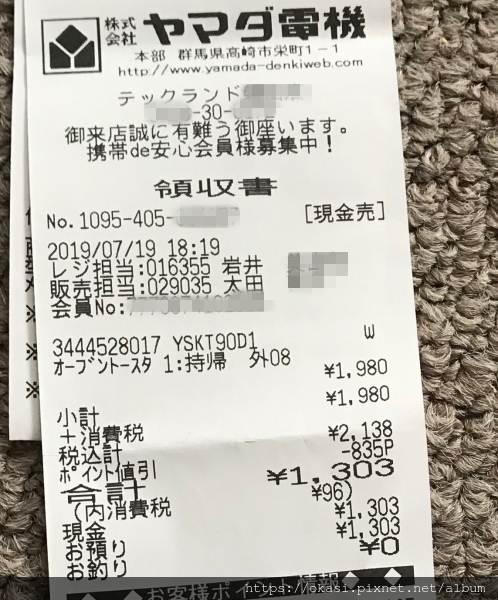 株式会社 ヤマダ電機
本部 群馬県高崎市栄町1-1
http://www.yamada-denkiweb.com/
テックランド
-30-
御来店誠に有難う御座います。
携帯de安心会員様募集中!
領収書
No.1095-405- [現金売]
2019/07/19 18:19
レジ担当:016355 岩井
販売担当:029035 太田
会員No:
3444528017 YSKT90D1 W
オーブントースタ 1:持帰 外08 ¥1,980
小計 ¥1,980
+消費税
税込計 ¥2,138
ポイント値引 -835P
合計 ¥1,303
(内消費税 ¥96)
現金 ¥1,303
お預り ¥1,303
お釣り ¥0
◆ ◆お客様ポイント情報◆ ◆
https://okasi.pixnet.net/album